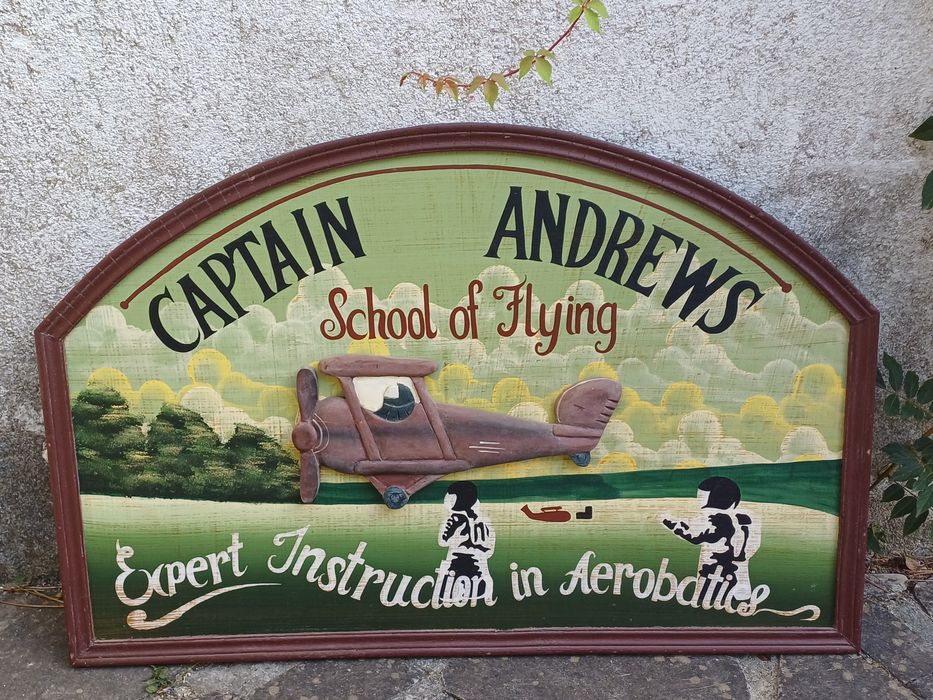 CAPTAIN ANDREWS
School of Flying
Expert Instruction in Aerobatics